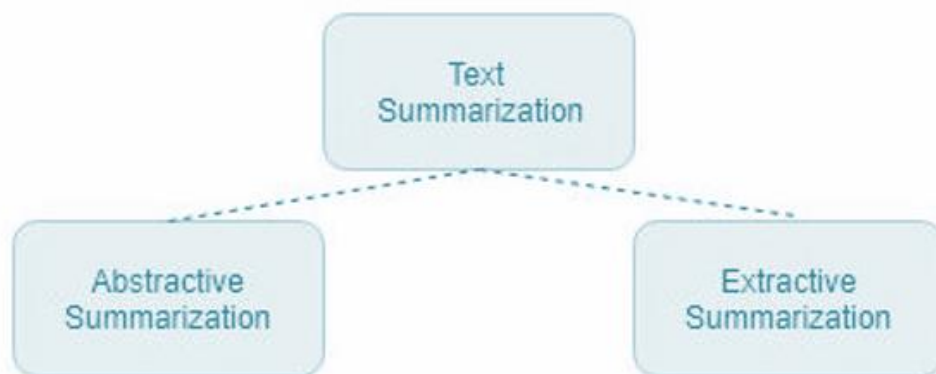 Text
Summarization
Abstractive
Summarization
Extractive
Summarization